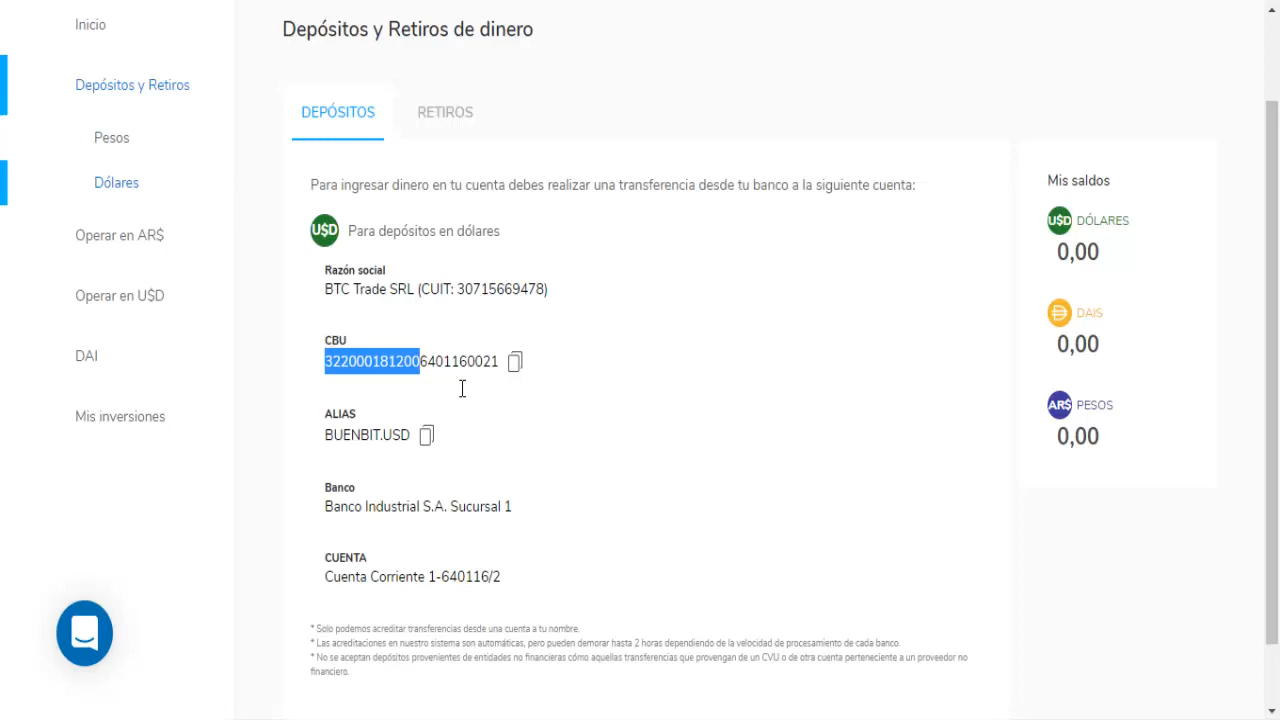 Inicio
Depósitos y Retiros
Pesos
Dólares
Operar en AR$
Operar en U$D
DAI
Mis inversiones
Depósitos y Retiros de dinero
DEPÓSITOS
RETIROS
Para ingresar dinero en tu cuenta debes realizar una transferencia desde tu banco a la siguiente cuenta:
U$D Para depósitos en dólares
Razón social
BTC Trade SRL (CUIT: 30715669478)
CBU
3220001812006401160021
ALIAS
BUENBIT.USD
Banco
Banco Industrial S.A. Sucursal 1
CUENTA
Cuenta Corriente 1-640116/2
* Solo podemos acreditar transferencias desde una cuenta a tu nombre.
* Las acreditaciones en nuestro sistema son automáticas, pero pueden demorar hasta 2 horas dependiendo de la velocidad de procesamiento de cada banco.
* No se aceptan depósitos provenientes de entidades no financieras cómo aquellas transferencias que provengan de un CVU o de otra cuenta perteneciente a un proveedor no
financiero.
Mis saldos
U$D DÓLARES
0,00
DAIS
0,00
AR$ PESOS
0,00